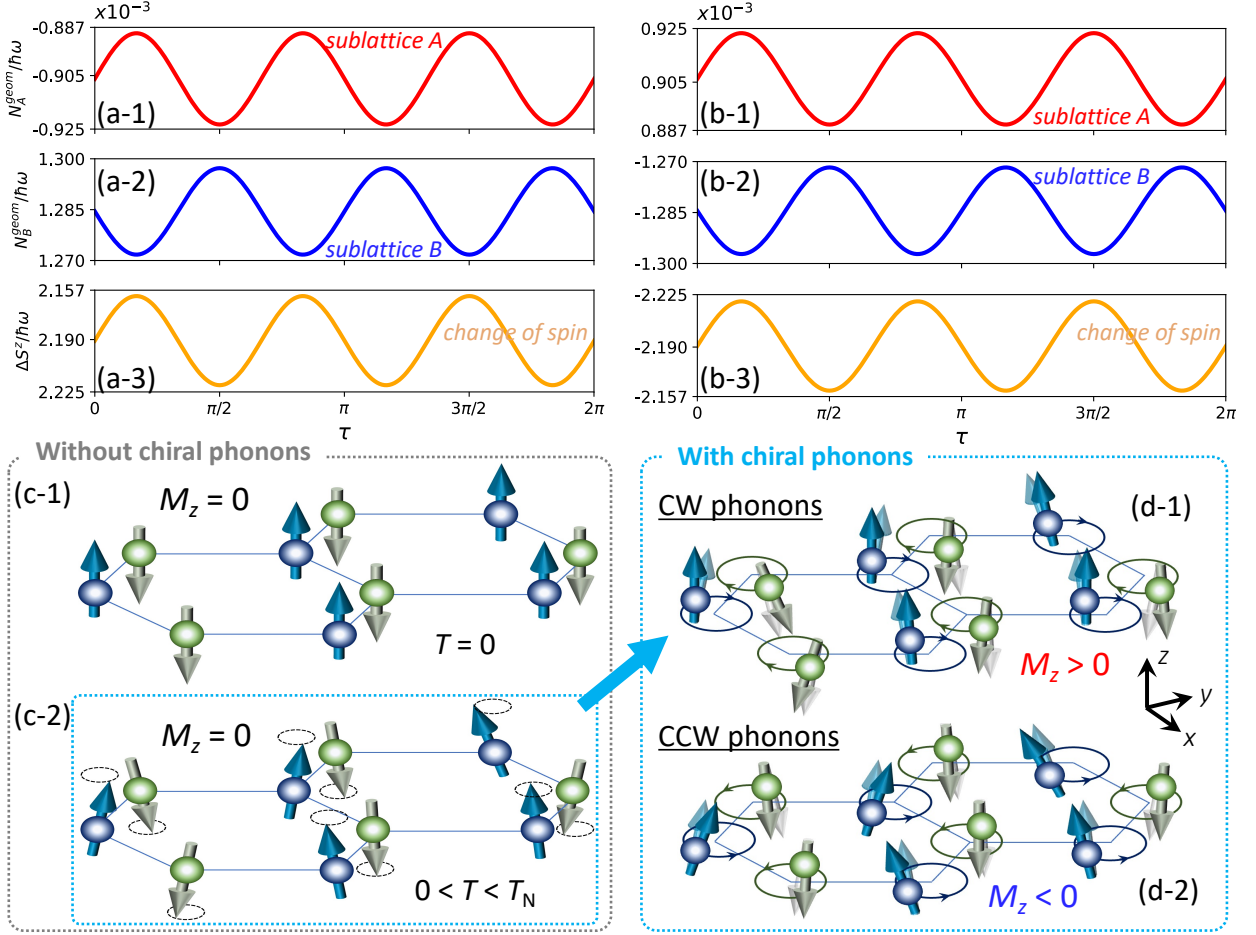 x10⁻³
-0.887
-0.905
-0.925
N_A^{geom}/ħω
sublattice A
(a-1)
1.300
1.285
1.270
N_B^{geom}/ħω
(a-2)
sublattice B
2.157
2.190
2.225
ΔS^z/ħω
change of spin
(a-3)
0
π/2
π
3π/2
2π
τ
x10⁻³
0.925
0.905
0.887
(b-1)
sublattice A
-1.270
-1.285
-1.300
(b-2)
sublattice B
-2.225
-2.190
-2.157
change of spin
(b-3)
0
π/2
π
3π/2
2π
τ
Without chiral phonons
(c-1)
M_z = 0
T = 0
(c-2)
M_z = 0
0 < T < T_N
With chiral phonons
CW phonons
(d-1)
M_z > 0
z
y
x
CCW phonons
(d-2)
M_z < 0